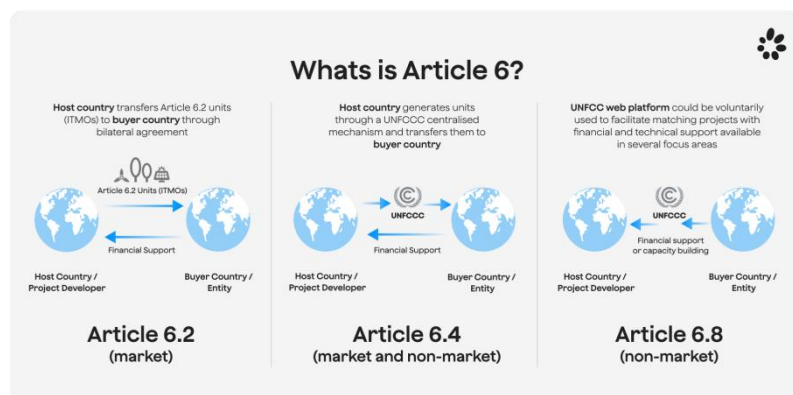 Whats is Article 6?
Host country transfers Article 6.2 units
(ITMOs) to buyer country through
bilateral agreement
Article 6.2 Units (ITMOs)
Financial Support
Host Country /
Project Developer
Buyer Country /
Entity
Article 6.2
(market)
Host country generates units
through a UNFCCC centralised
mechanism and transfers them to
buyer country
UNFCCC
Financial Support
Host Country /
Project Developer
Buyer Country /
Entity
Article 6.4
(market and non-market)
UNFCC web platform could be voluntarily
used to facilitate matching projects with
financial and technical support available
in several focus areas
UNFCCC
Financial support
or capacity building
Host Country /
Project Developer
Buyer Country /
Entity
Article 6.8
(non-market)